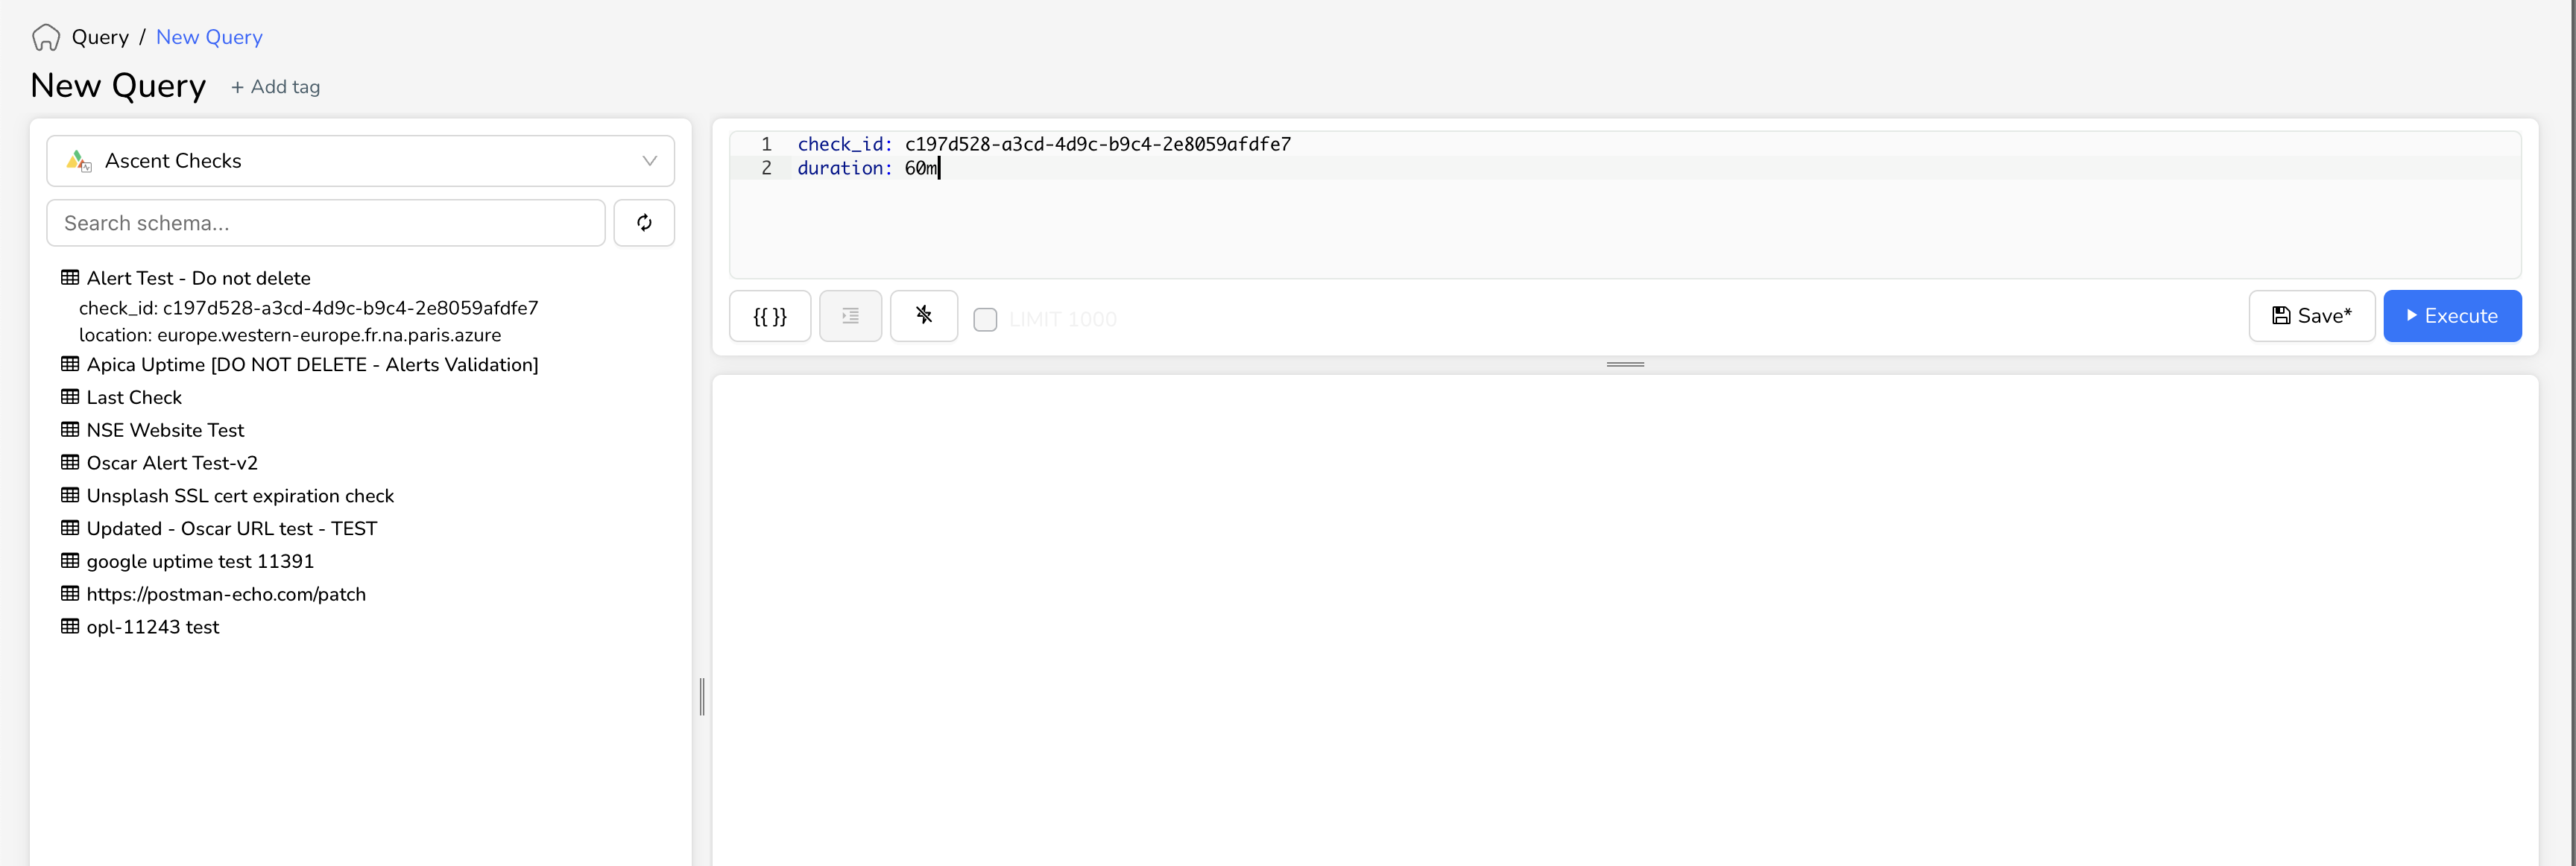 Query / New Query
New Query + Add tag
Ascent Checks
Search schema...
Alert Test - Do not delete
check_id: c197d528-a3cd-4d9c-b9c4-2e8059afdfe7
location: europe.western-europe.fr.na.paris.azure
Apica Uptime [DO NOT DELETE - Alerts Validation]
Last Check
NSE Website Test
Oscar Alert Test-v2
Unsplash SSL cert expiration check
Updated - Oscar URL test - TEST
google uptime test 11391
https://postman-echo.com/patch
opl-11243 test
1 check_id: c197d528-a3cd-4d9c-b9c4-2e8059afdfe7
2 duration: 60m
{{ }} LIMIT 1000 Save* Execute